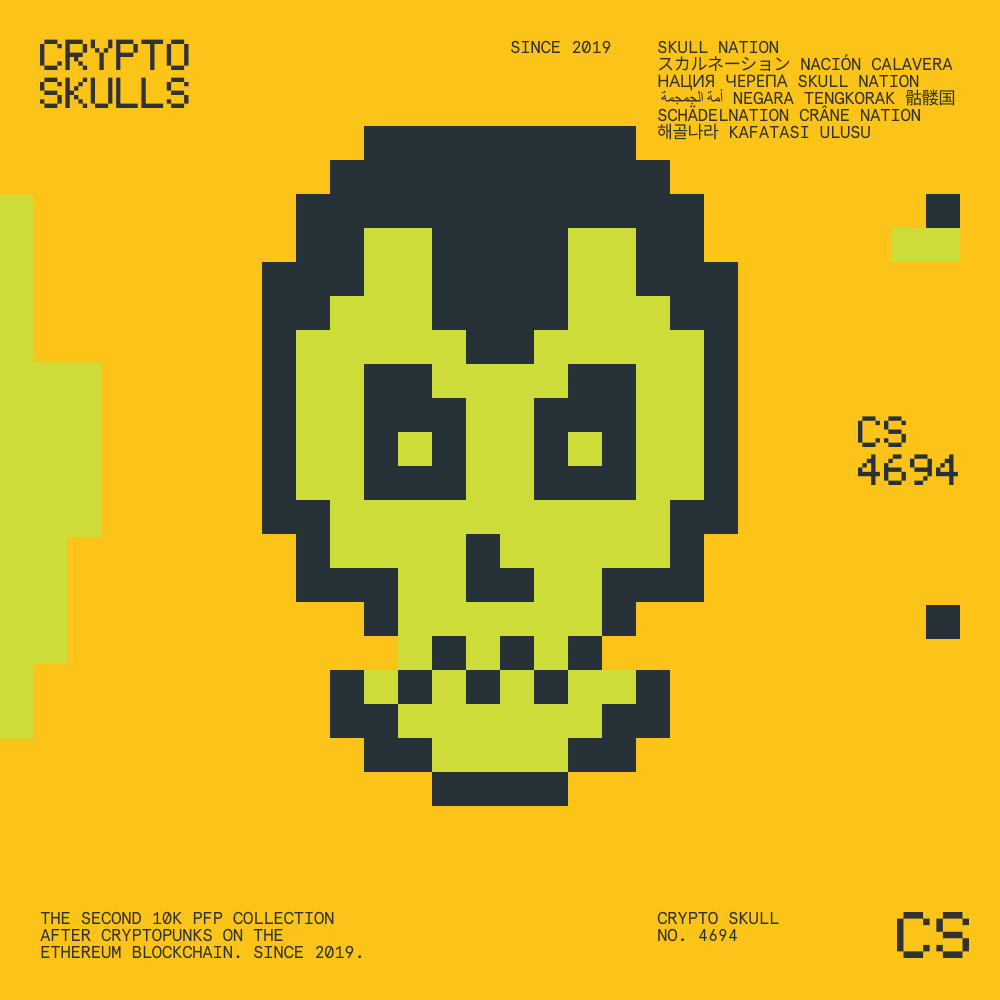 CRYPTO
SKULLS
SINCE 2019
SKULL NATION
スカルネーション NACIÓN CALAVERA
НАЦИЯ ЧЕРЕПА SKULL NATION
أمة الجمجمة NEGARA TENGKORAK 骷髅国
SCHÄDELNATION CRÂNE NATION
해골나라 KAFATASI ULUSU
CS
4694
THE SECOND 10K PFP COLLECTION
AFTER CRYPTOPUNKS ON THE
ETHEREUM BLOCKCHAIN. SINCE 2019.
CRYPTO SKULL
NO. 4694
CS